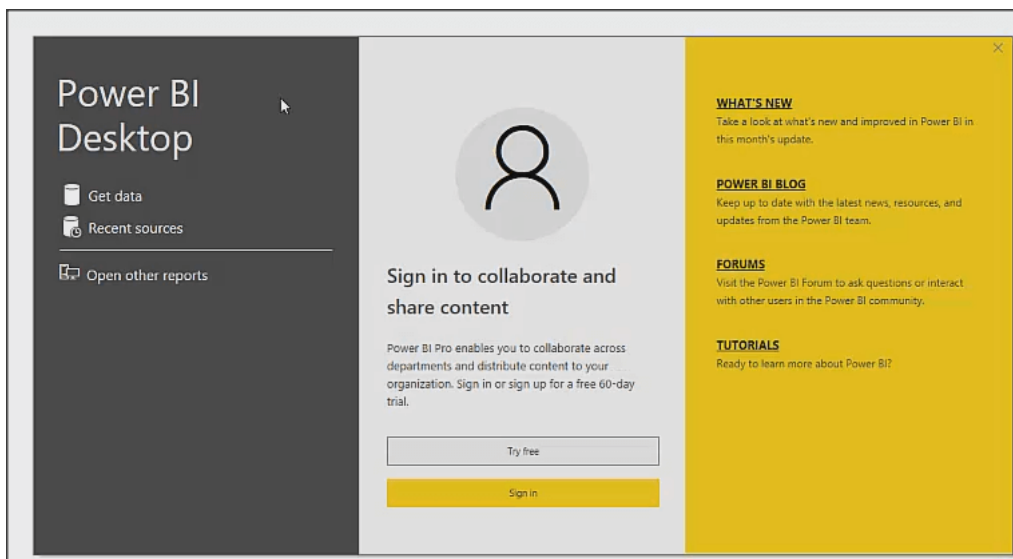 Power BI
Desktop
Get data
Recent sources
Open other reports
Sign in to collaborate and
share content
Power BI Pro enables you to collaborate across
departments and distribute content to your
organization. Sign in or sign up for a free 60-day
trial.
Try free
Sign in
WHAT'S NEW
Take a look at what's new and improved in Power BI in
this month's update.
POWER BI BLOG
Keep up to date with the latest news, resources, and
updates from the Power BI team.
FORUMS
Visit the Power BI Forum to ask questions or interact
with other users in the Power BI community.
TUTORIALS
Ready to learn more about Power BI?